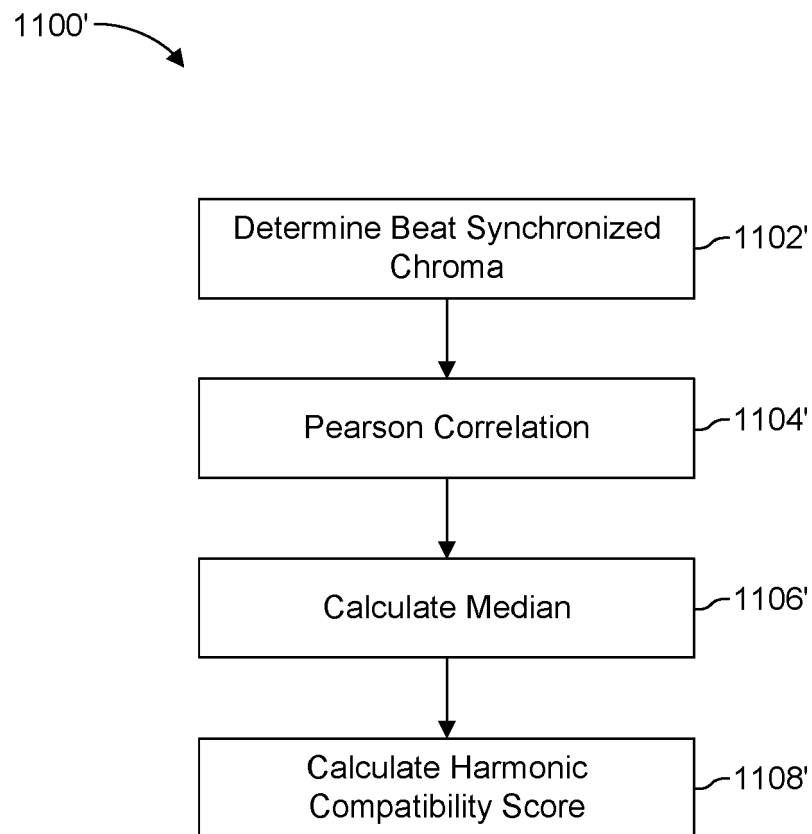 1100'
Determine Beat Synchronized
Chroma
1102'
Pearson Correlation
1104'
Calculate Median
1106'
Calculate Harmonic
Compatibility Score
1108'